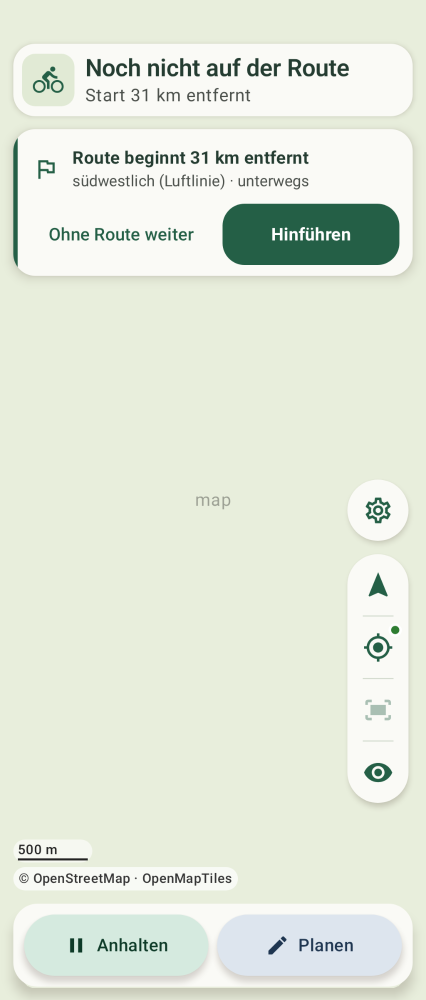 Noch nicht auf der Route
Start 31 km entfernt
Route beginnt 31 km entfernt
südwestlich (Luftlinie) · unterwegs
Ohne Route weiter
Hinführen
map
500 m
© OpenStreetMap · OpenMapTiles
Anhalten
Planen